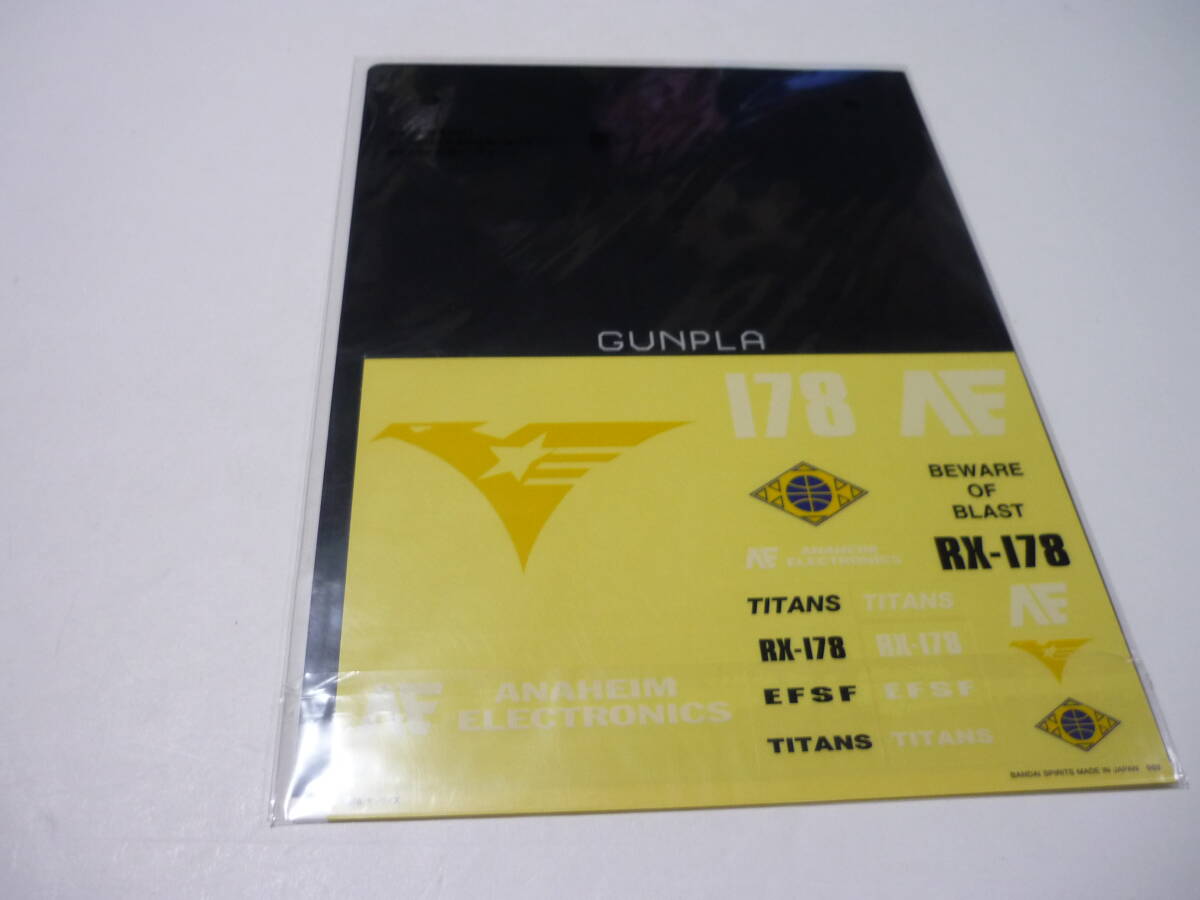 GUNPLA
178
AE
BEWARE
OF
BLAST
AE ANAHEIM
ELECTRONICS
RX-178
TITANS
TITANS
AE
RX-178
RX-178
AE ANAHEIM
ELECTRONICS
EFSF
EFSF
TITANS
TITANS
BANDAI SPIRITS MADE IN JAPAN